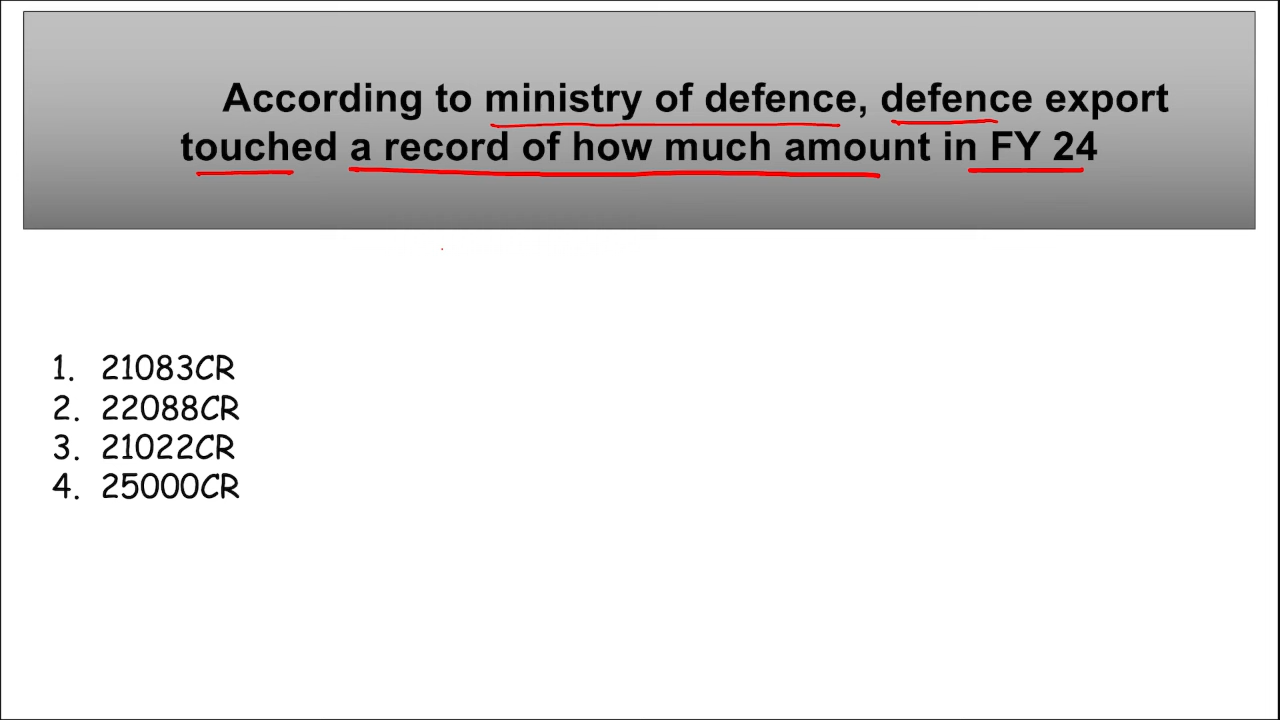 According to ministry of defence, defence export
touched a record of how much amount in FY 24
1. 21083CR
2. 22088CR
3. 21022CR
4. 25000CR